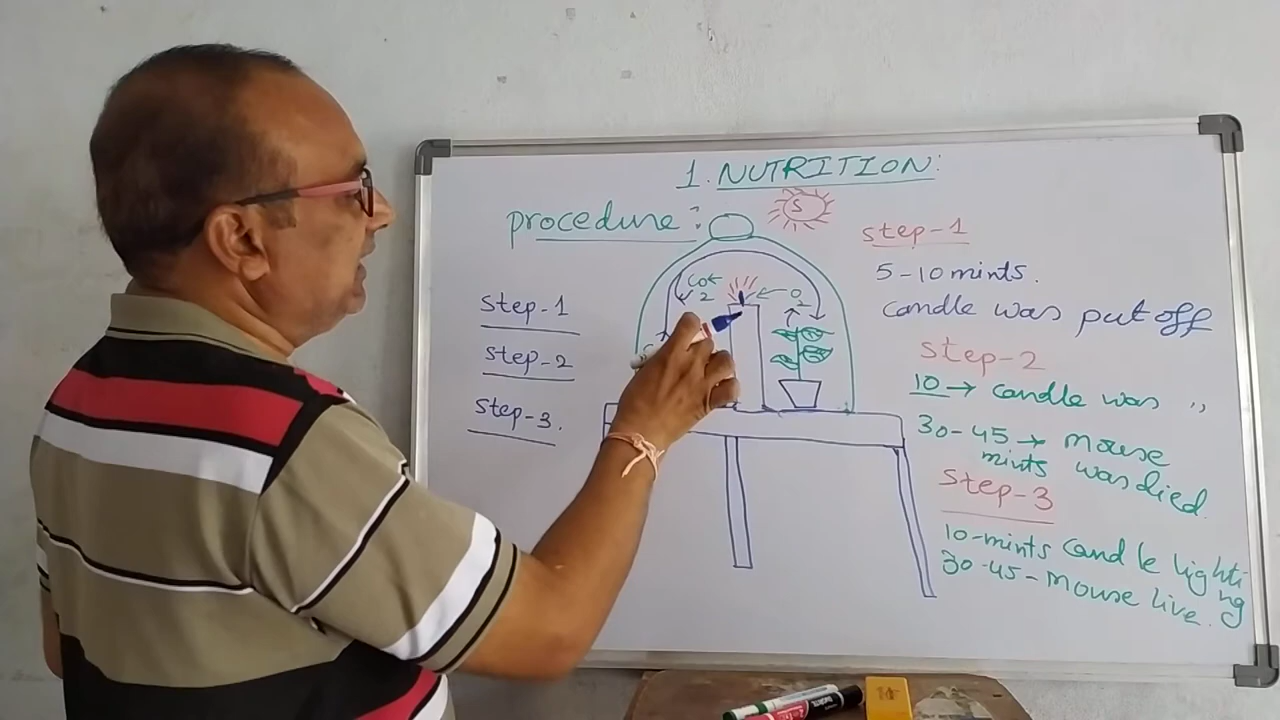 1. NUTRITION:
procedure:
S
step-1
step-2
step-3.
CO2
O2
step-1
5-10 mints.
candle was put off
step-2
10 → candle was "
30-45 → mouse
mints was died.
step-3
10-mints candle lighti
ng
30-45-mouse live.